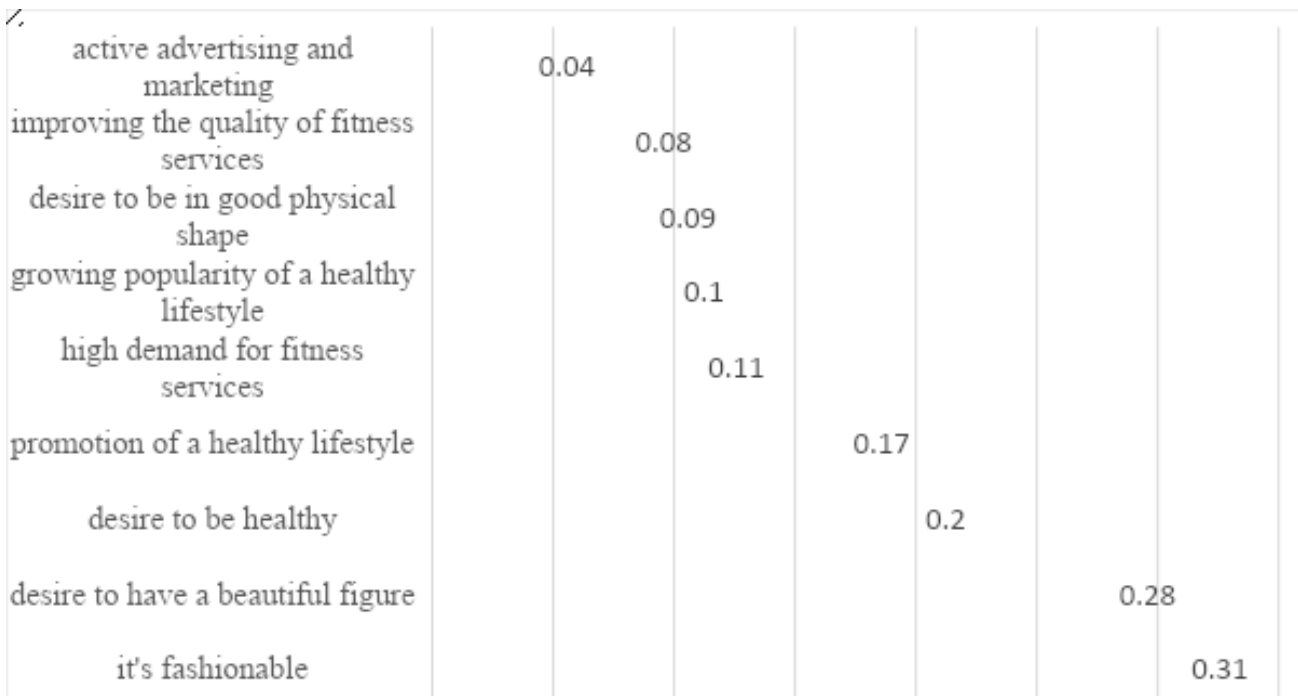 active advertising and
marketing
0.04
improving the quality of fitness
services
0.08
desire to be in good physical
shape
0.09
growing popularity of a healthy
lifestyle
0.1
high demand for fitness
services
0.11
promotion of a healthy lifestyle
0.17
desire to be healthy
0.2
desire to have a beautiful figure
0.28
it's fashionable
0.31